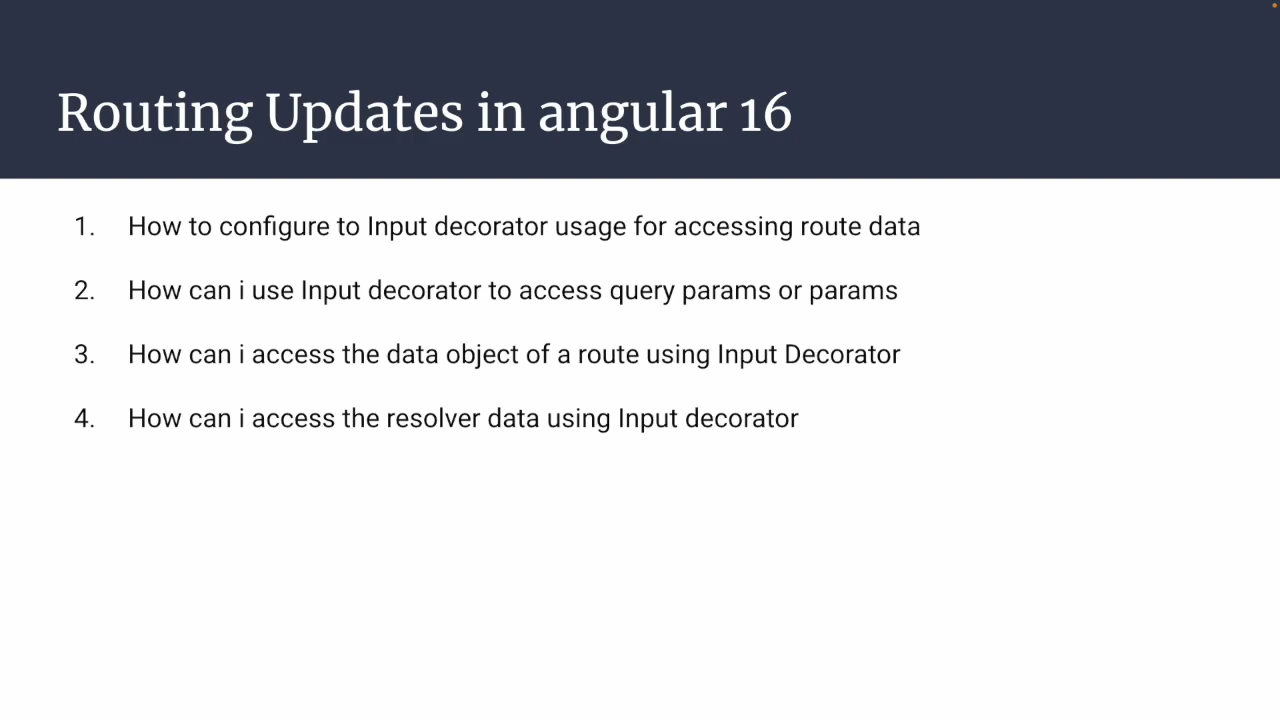 Routing Updates in angular 16
1. How to configure to Input decorator usage for accessing route data
2. How can i use Input decorator to access query params or params
3. How can i access the data object of a route using Input Decorator
4. How can i access the resolver data using Input decorator